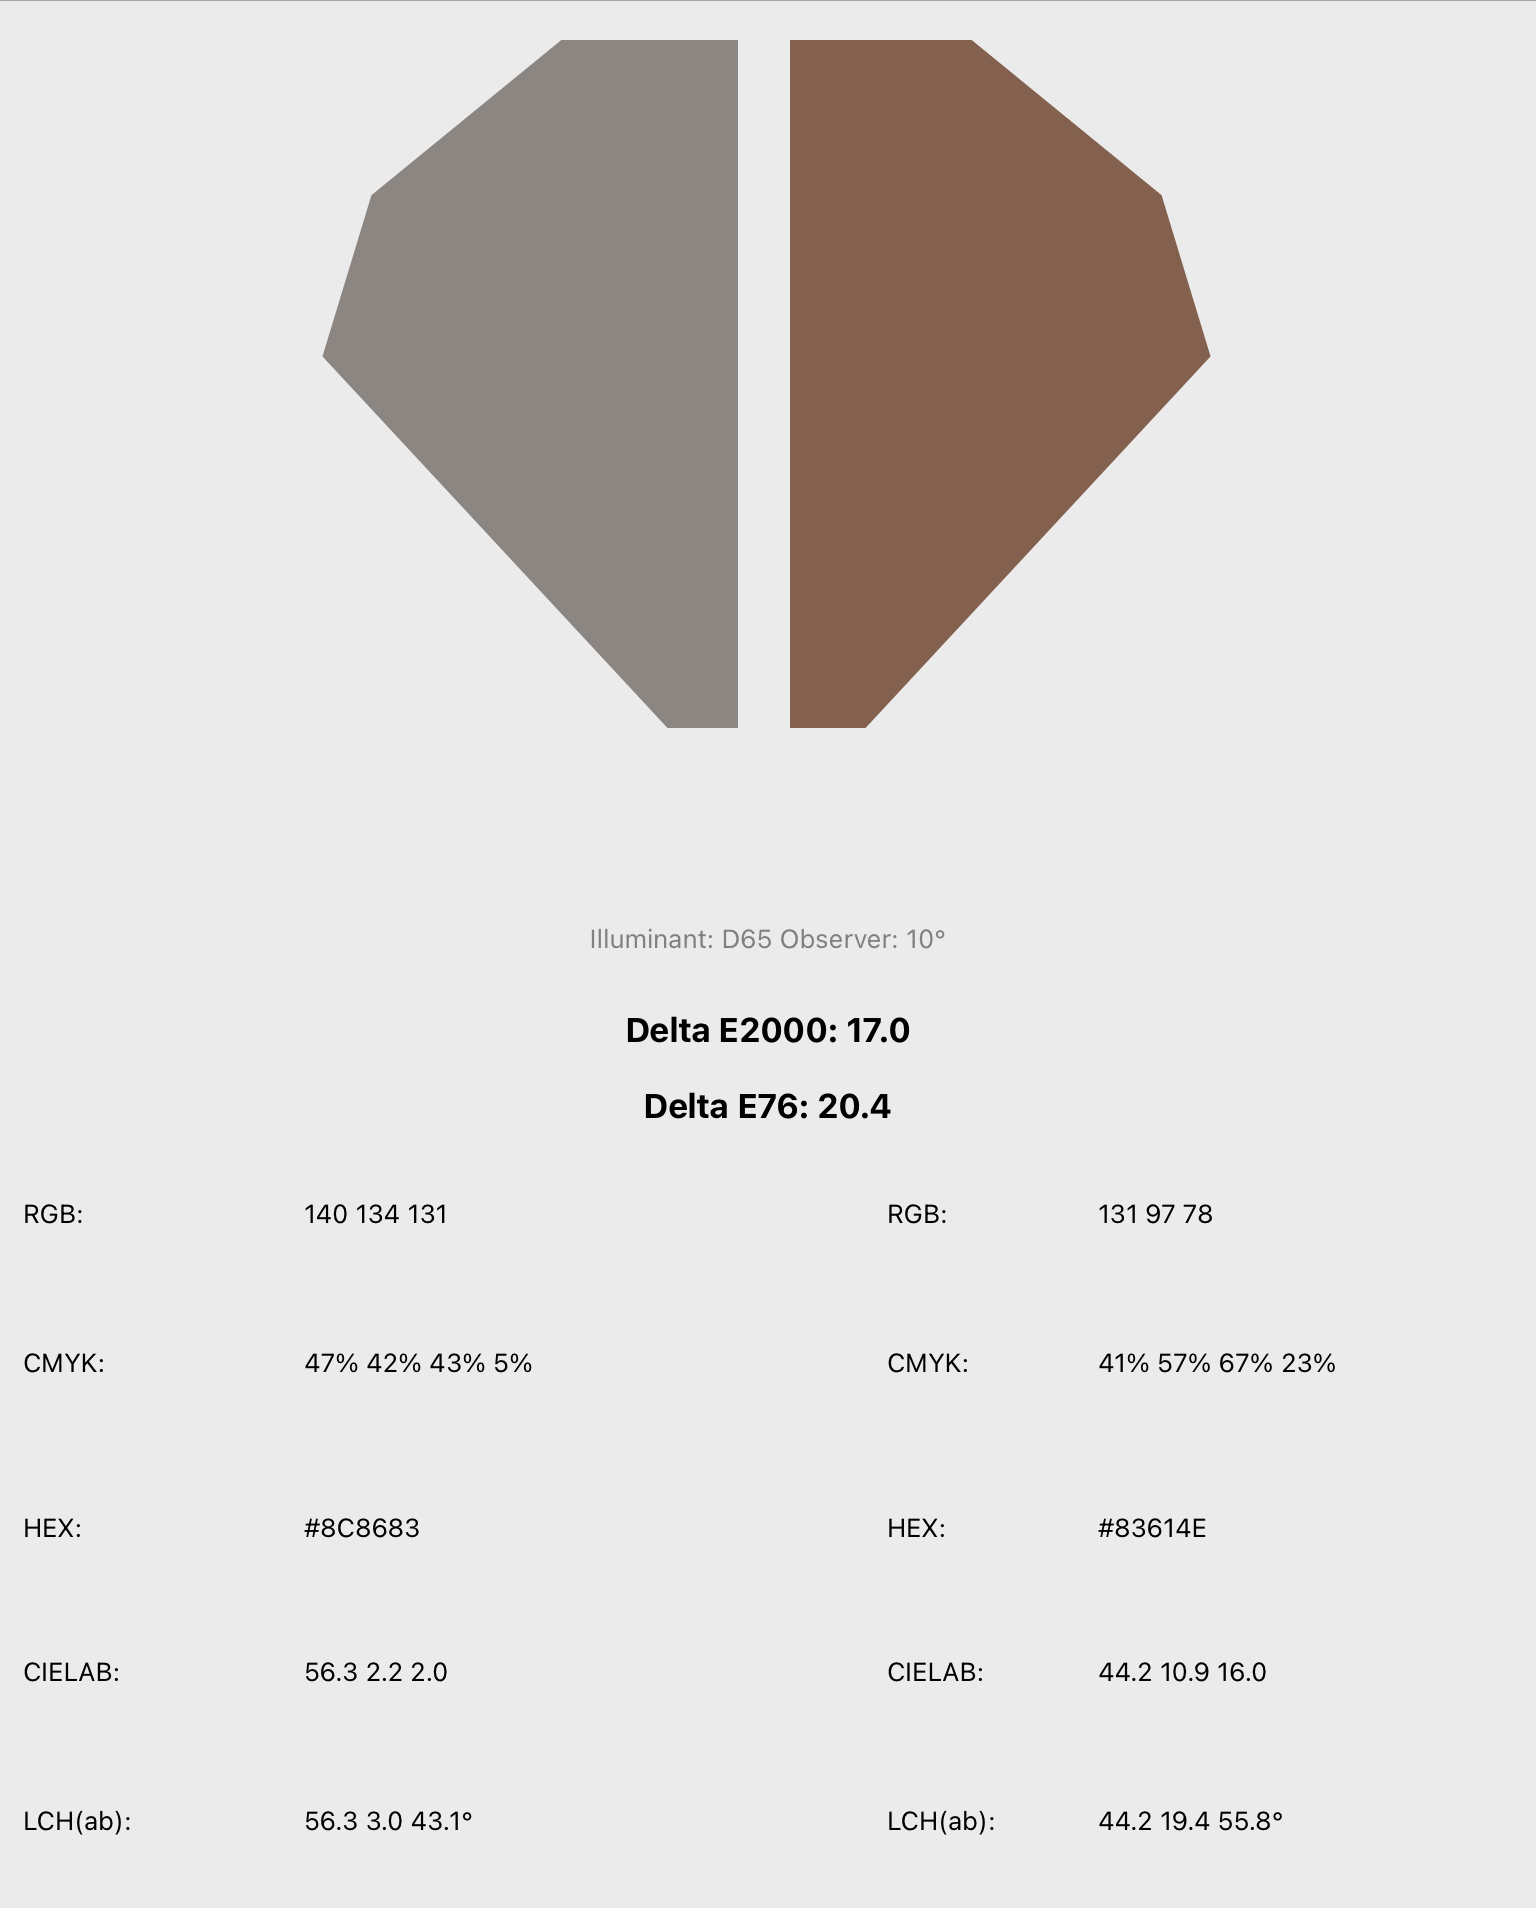 Illuminant: D65 Observer: 10°
Delta E2000: 17.0
Delta E76: 20.4
RGB: 140 134 131 RGB: 131 97 78
CMYK: 47% 42% 43% 5% CMYK: 41% 57% 67% 23%
HEX: #8C8683 HEX: #83614E
CIELAB: 56.3 2.2 2.0 CIELAB: 44.2 10.9 16.0
LCH(ab): 56.3 3.0 43.1° LCH(ab): 44.2 19.4 55.8°